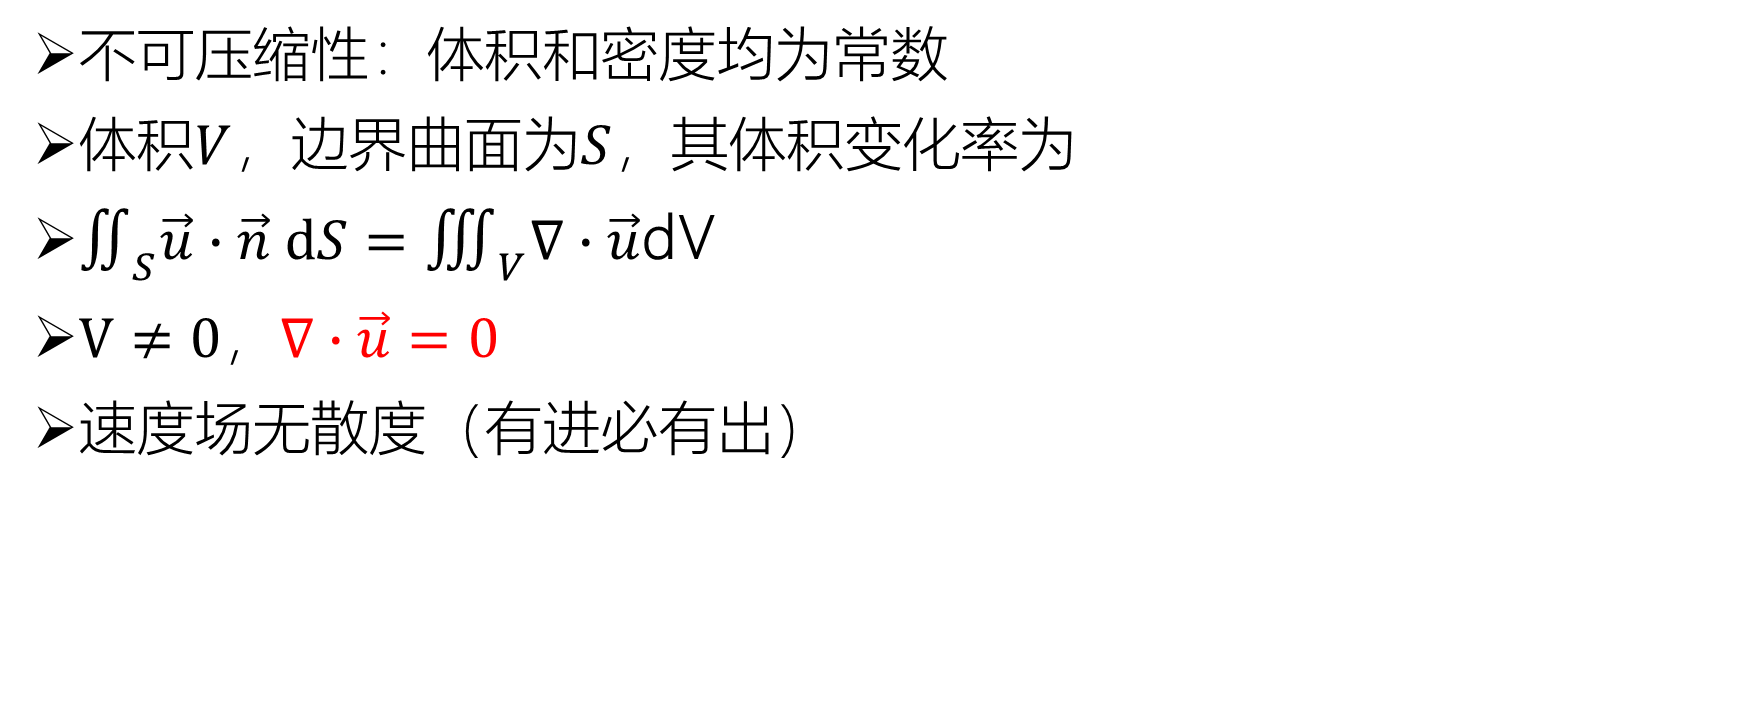 ➢不可压缩性：体积和密度均为常数
➢体积V，边界曲面为S，其体积变化率为
➢∬_S u⃗ · n⃗ dS = ∭_V ∇ · u⃗dV
➢V ≠ 0，∇ · u⃗ = 0
➢速度场无散度（有进必有出）